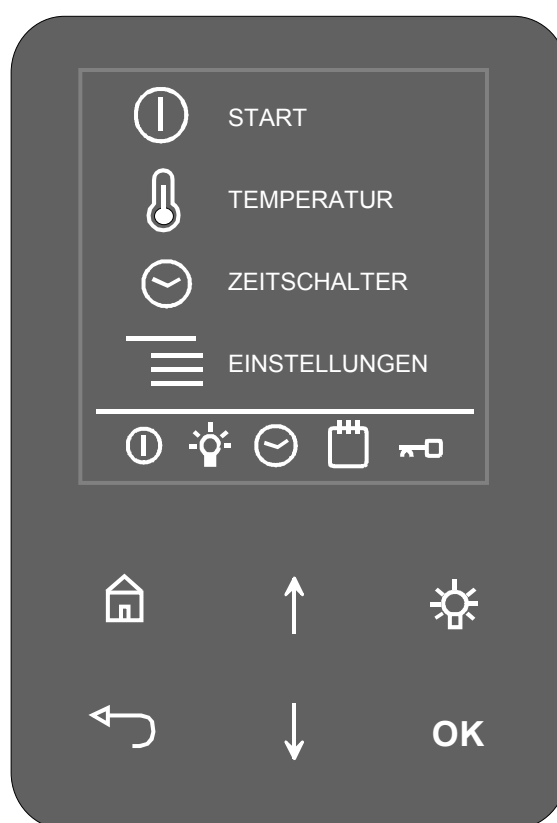 START
TEMPERATUR
ZEITSCHALTER
EINSTELLUNGEN
OK